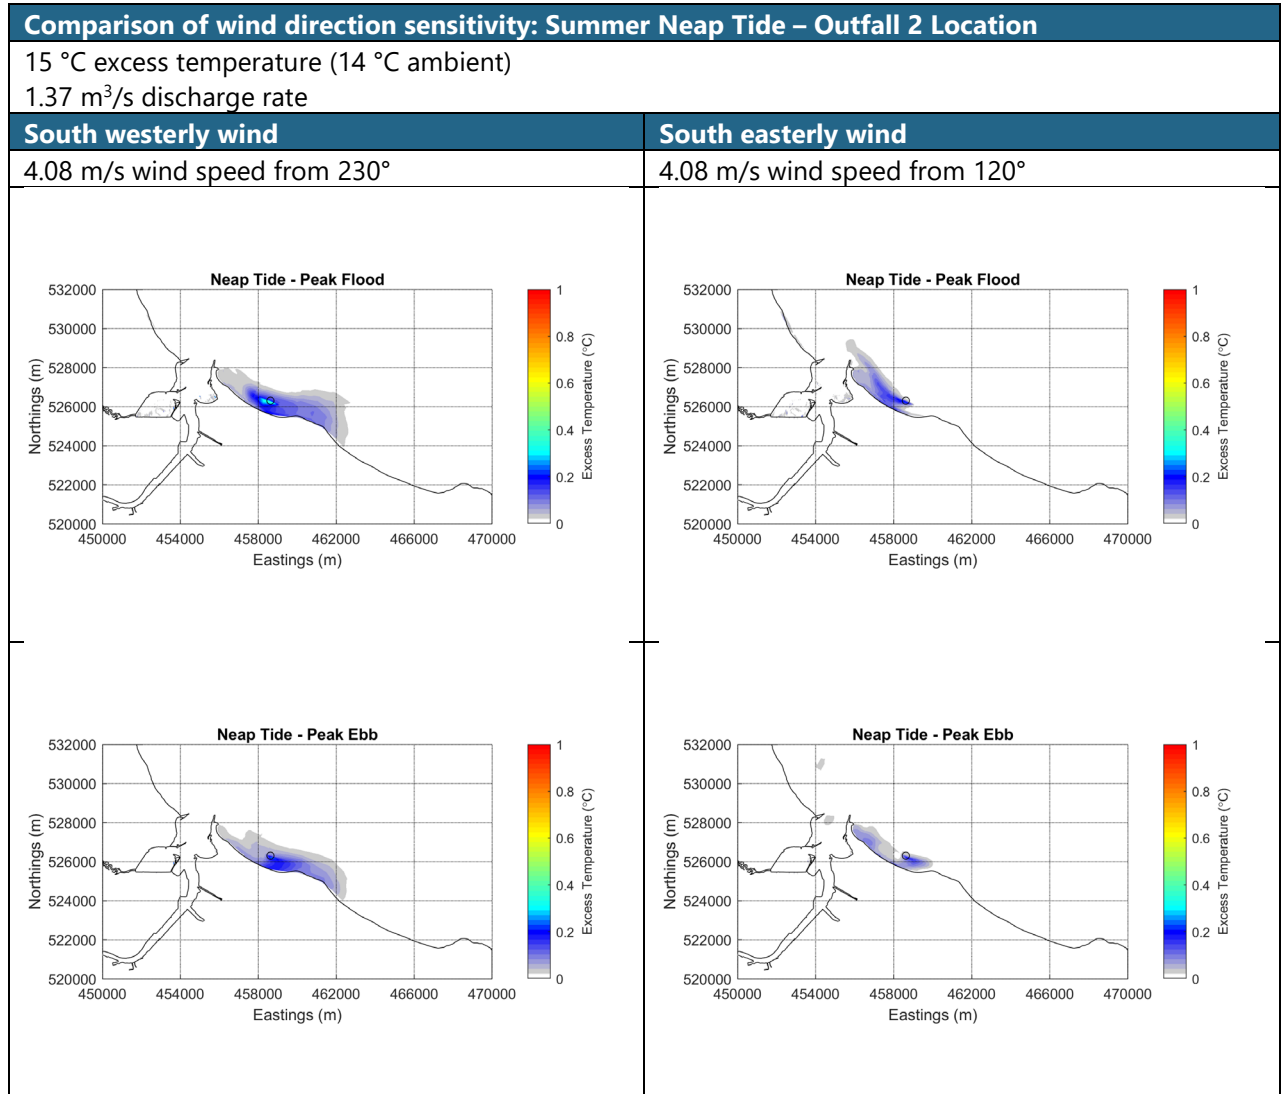 Comparison of wind direction sensitivity: Summer Neap Tide – Outfall 2 Location
15 °C excess temperature (14 °C ambient)
1.37 m³/s discharge rate
South westerly wind
South easterly wind
4.08 m/s wind speed from 230°
4.08 m/s wind speed from 120°
Neap Tide - Peak Flood
532000
530000
528000
526000
524000
522000
520000
Northings (m)
450000 454000 458000 462000 466000 470000
Eastings (m)
1
0.8
0.6
0.4
0.2
0
Excess Temperature (°C)
Neap Tide - Peak Flood
532000
530000
528000
526000
524000
522000
520000
Northings (m)
450000 454000 458000 462000 466000 470000
Eastings (m)
1
0.8
0.6
0.4
0.2
0
Excess Temperature (°C)
Neap Tide - Peak Ebb
532000
530000
528000
526000
524000
522000
520000
Northings (m)
450000 454000 458000 462000 466000 470000
Eastings (m)
1
0.8
0.6
0.4
0.2
0
Excess Temperature (°C)
Neap Tide - Peak Ebb
532000
530000
528000
526000
524000
522000
520000
Northings (m)
450000 454000 458000 462000 466000 470000
Eastings (m)
1
0.8
0.6
0.4
0.2
0
Excess Temperature (°C)